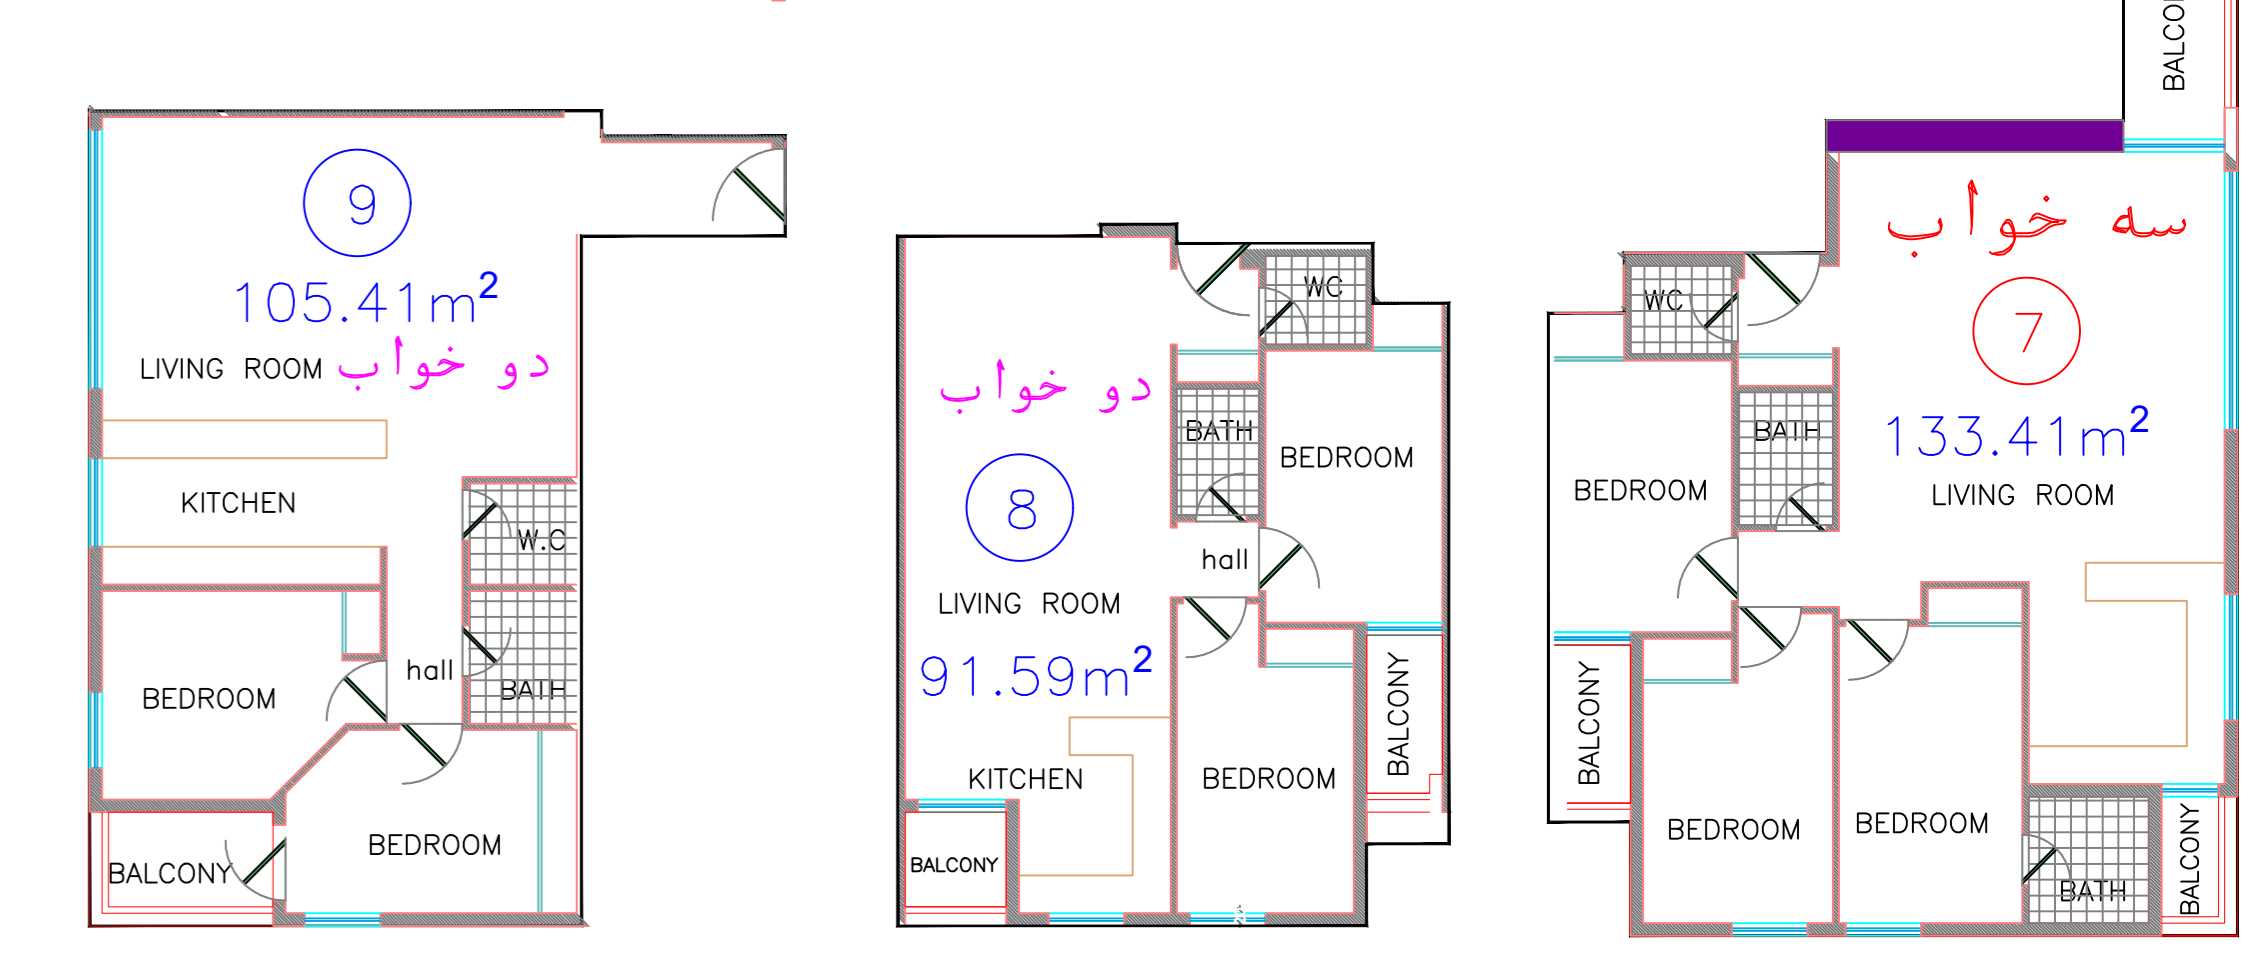 9
105.41m²
LIVING ROOM دو خواب
KITCHEN
W.C
hall
BATH
BEDROOM
BEDROOM
BALCONY
WC
دو خواب
BATH
BEDROOM
8
hall
LIVING ROOM
91.59m²
BALCONY
KITCHEN
BEDROOM
BALCONY
سه خواب
WC
7
133.41m²
BATH
BEDROOM
LIVING ROOM
BALCONY
BEDROOM
BEDROOM
BALCONY
BATH